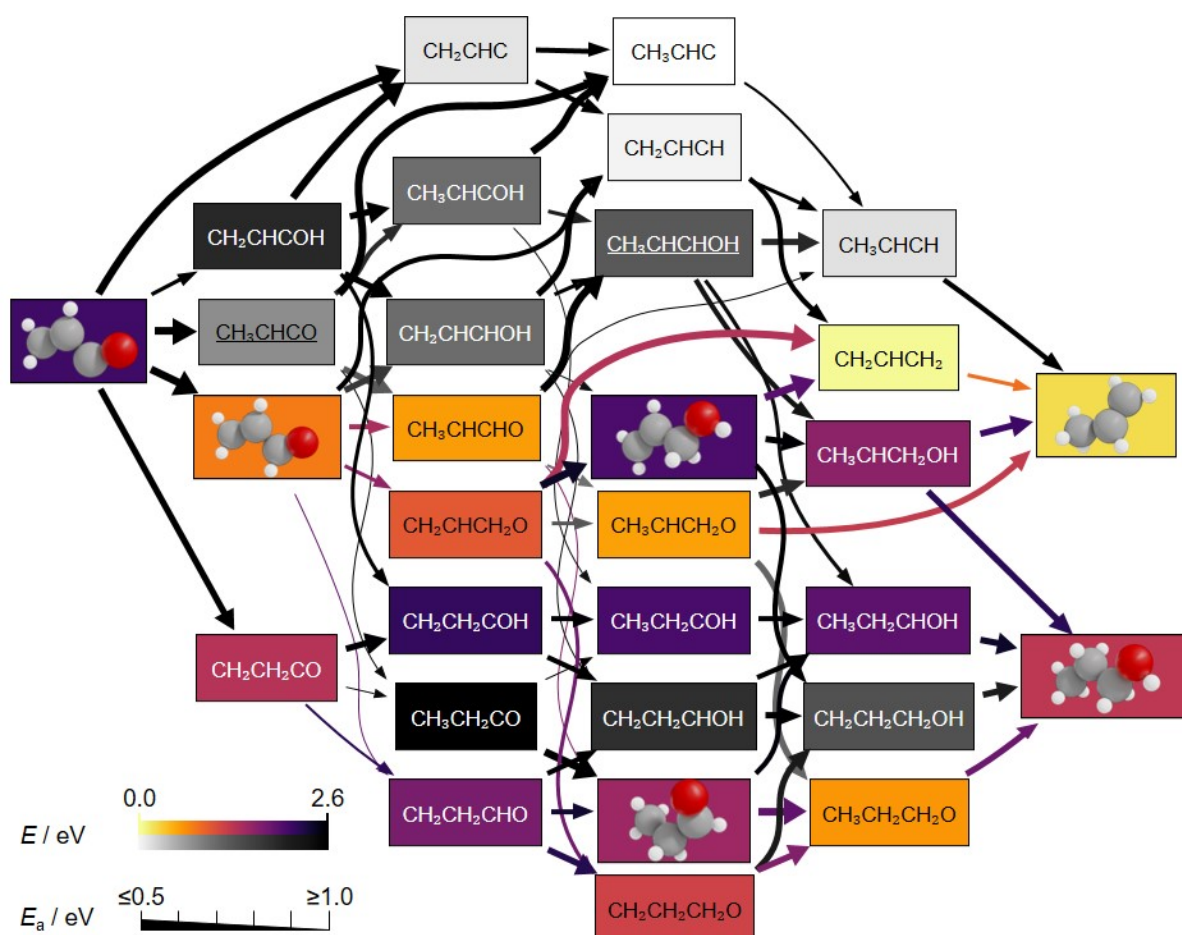 CH₂CHC
CH₃CHC
CH₂CHCH
CH₃CHCOH
CH₂CHCOH
CH₃CHCHOH
CH₃CHCH
CH₃CHCO
CH₂CHCHOH
CH₂CHCH₂
CH₃CHCHO
CH₃CHCH₂OH
CH₂CHCH₂O
CH₃CHCH₂O
CH₂CH₂COH
CH₃CH₂COH
CH₃CH₂CHOH
CH₂CH₂CO
CH₃CH₂CO
CH₂CH₂CHOH
CH₂CH₂CH₂OH
CH₂CH₂CHO
CH₃CH₂CH₂O
CH₂CH₂CH₂O
0.0 2.6
E / eV
≤0.5 ≥1.0
Eₐ / eV